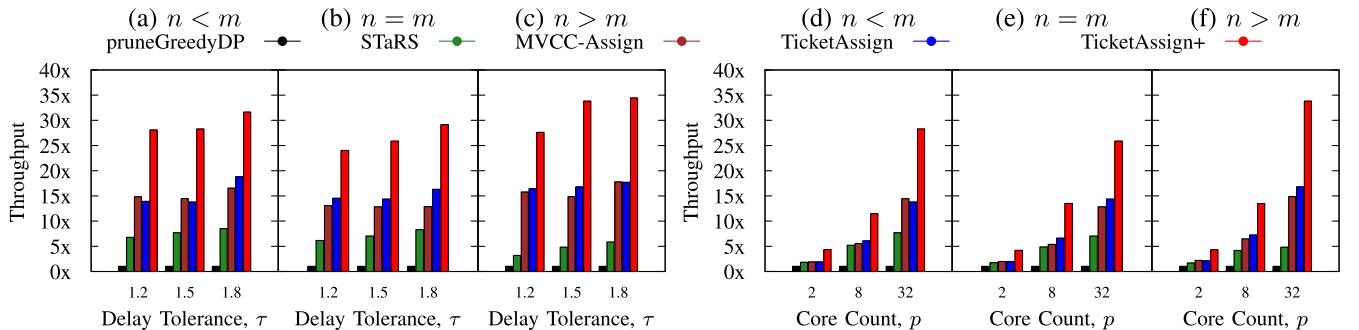 (a) n < m (b) n = m (c) n > m (d) n < m (e) n = m (f) n > m
pruneGreedyDP STaRS MVCC-Assign TicketAssign TicketAssign+
40x 40x
35x 35x
30x 30x
25x 25x
20x 20x
15x 15x
10x 10x
5x 5x
0x 0x
Throughput Throughput
1.2 1.5 1.8 1.2 1.5 1.8 1.2 1.5 1.8 2 8 32 2 8 32 2 8 32
Delay Tolerance, τ Delay Tolerance, τ Delay Tolerance, τ Core Count, p Core Count, p Core Count, p